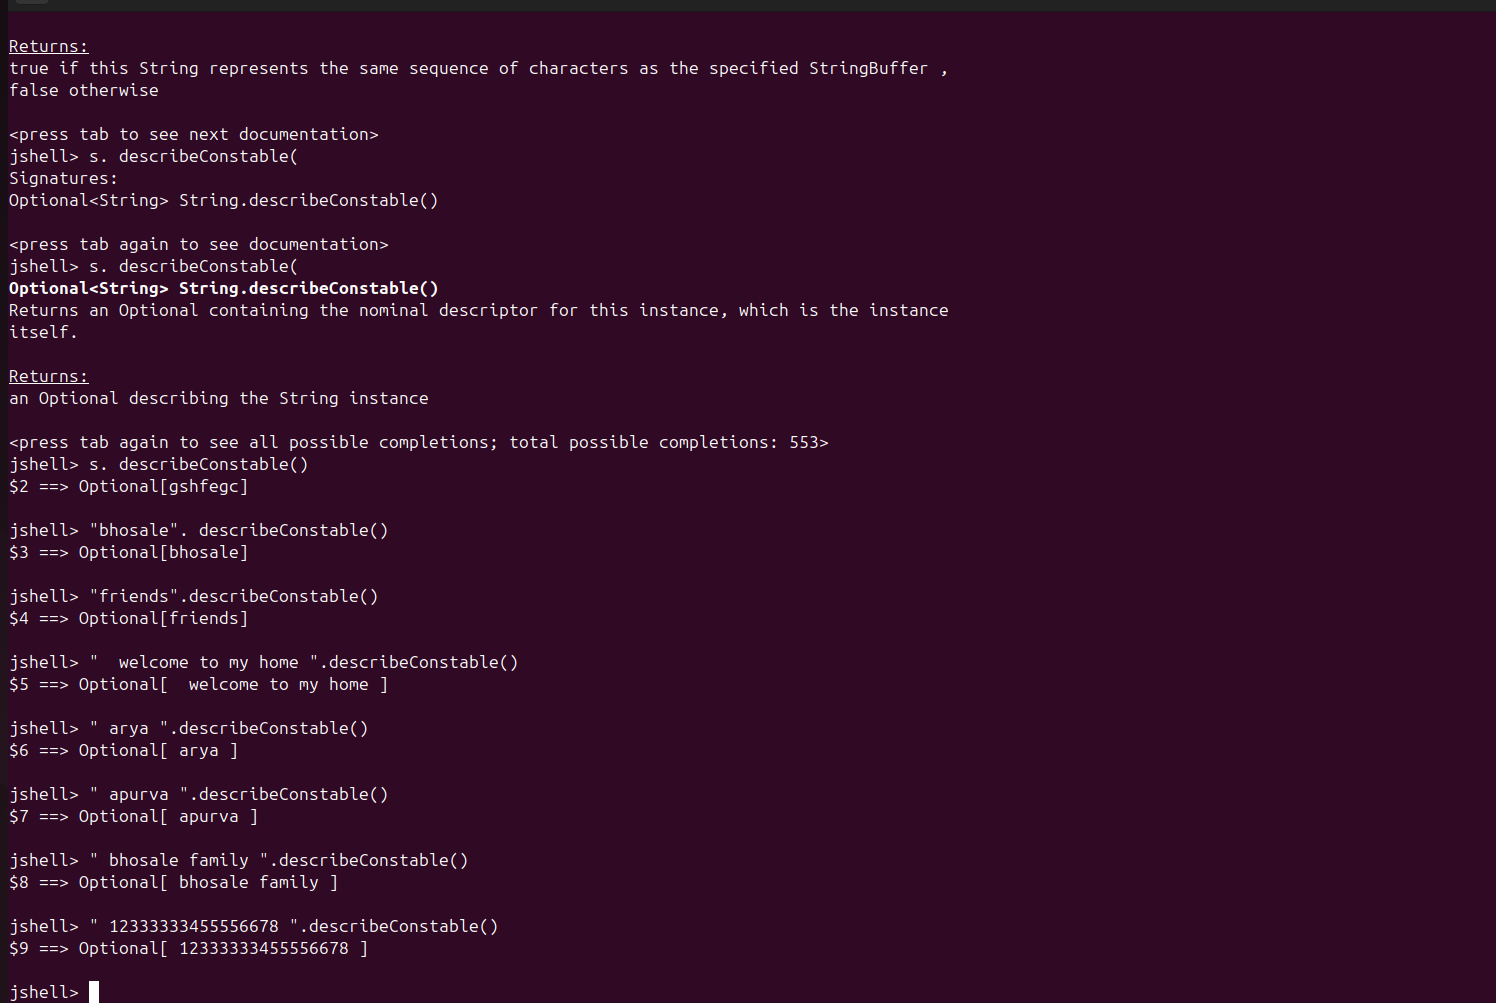 Returns:
true if this String represents the same sequence of characters as the specified StringBuffer ,
false otherwise
<press tab to see next documentation>
jshell> s. describeConstable(
Signatures:
Optional<String> String.describeConstable()
<press tab again to see documentation>
jshell> s. describeConstable(
Optional<String> String.describeConstable()
Returns an Optional containing the nominal descriptor for this instance, which is the instance
itself.
Returns:
an Optional describing the String instance
<press tab again to see all possible completions; total possible completions: 553>
jshell> s. describeConstable()
$2 ==> Optional[gshfegc]
jshell> "bhosale". describeConstable()
$3 ==> Optional[bhosale]
jshell> "friends".describeConstable()
$4 ==> Optional[friends]
jshell> "  welcome to my home ".describeConstable()
$5 ==> Optional[  welcome to my home ]
jshell> " arya ".describeConstable()
$6 ==> Optional[ arya ]
jshell> " apurva ".describeConstable()
$7 ==> Optional[ apurva ]
jshell> " bhosale family ".describeConstable()
$8 ==> Optional[ bhosale family ]
jshell> " 12333333455556678 ".describeConstable()
$9 ==> Optional[ 12333333455556678 ]
jshell>